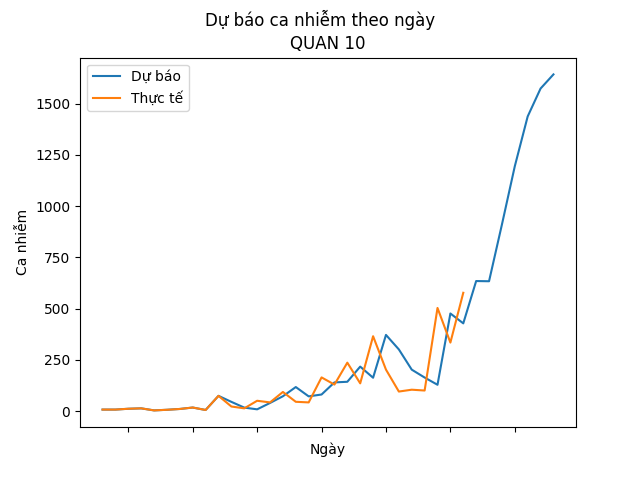 Dự báo ca nhiễm theo ngày
QUAN 10
Dự báo
Thực tế
1500
1250
1000
750
500
250
0
Ca nhiễm
Ngày